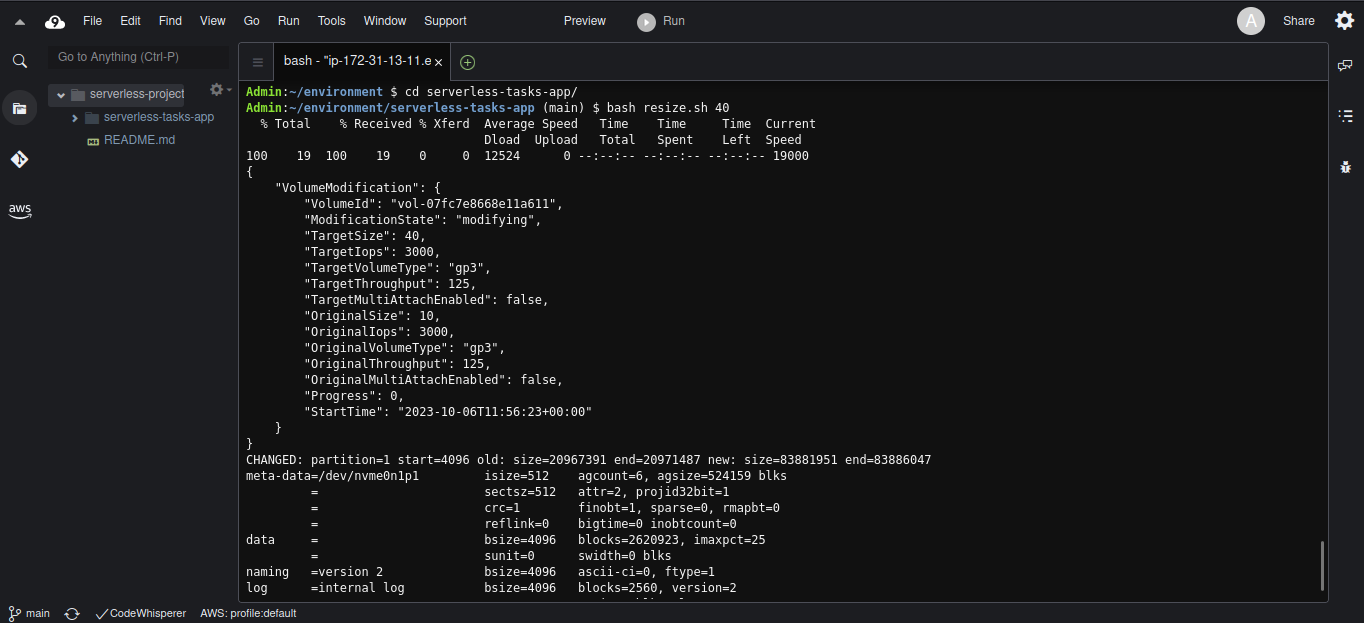 9 File Edit Find View Go Run Tools Window Support Preview Run A Share
Go to Anything (Ctrl-P)
serverless-project
serverless-tasks-app
README.md
aws
bash - "ip-172-31-13-11.e ×
Admin:~/environment $ cd serverless-tasks-app/
Admin:~/environment/serverless-tasks-app (main) $ bash resize.sh 40
  % Total    % Received % Xferd  Average Speed   Time    Time     Time  Current
                                 Dload  Upload   Total   Spent    Left  Speed
100    19  100    19    0     0  12524      0 --:--:-- --:--:-- --:--:-- 19000
{
    "VolumeModification": {
        "VolumeId": "vol-07fc7e8668e11a611",
        "ModificationState": "modifying",
        "TargetSize": 40,
        "TargetIops": 3000,
        "TargetVolumeType": "gp3",
        "TargetThroughput": 125,
        "TargetMultiAttachEnabled": false,
        "OriginalSize": 10,
        "OriginalIops": 3000,
        "OriginalVolumeType": "gp3",
        "OriginalThroughput": 125,
        "OriginalMultiAttachEnabled": false,
        "Progress": 0,
        "StartTime": "2023-10-06T11:56:23+00:00"
    }
}
CHANGED: partition=1 start=4096 old: size=20967391 end=20971487 new: size=83881951 end=83886047
meta-data=/dev/nvme0n1p1         isize=512    agcount=6, agsize=524159 blks
         =                       sectsz=512   attr=2, projid32bit=1
         =                       crc=1        finobt=1, sparse=0, rmapbt=0
         =                       reflink=0    bigtime=0 inobtcount=0
data     =                       bsize=4096   blocks=2620923, imaxpct=25
         =                       sunit=0      swidth=0 blks
naming   =version 2              bsize=4096   ascii-ci=0, ftype=1
log      =internal log           bsize=4096   blocks=2560, version=2
main CodeWhisperer AWS: profile:default